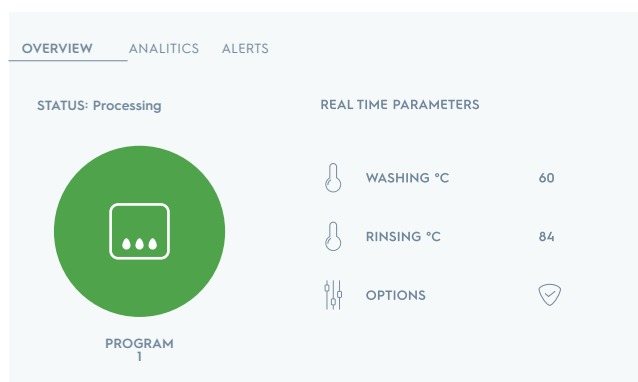 OVERVIEW ANALITICS ALERTS
STATUS: Processing
REAL TIME PARAMETERS
WASHING °C 60
RINSING °C 84
OPTIONS
PROGRAM
1